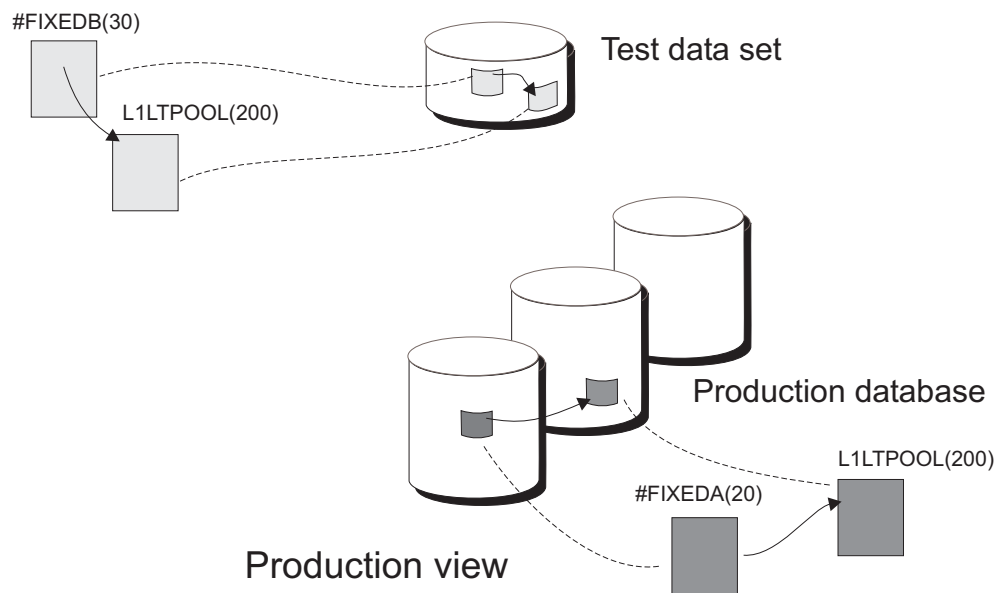 #FIXEDB(30)
Test data set
L1LTPOOL(200)
Production database
L1LTPOOL(200)
#FIXEDA(20)
Production view